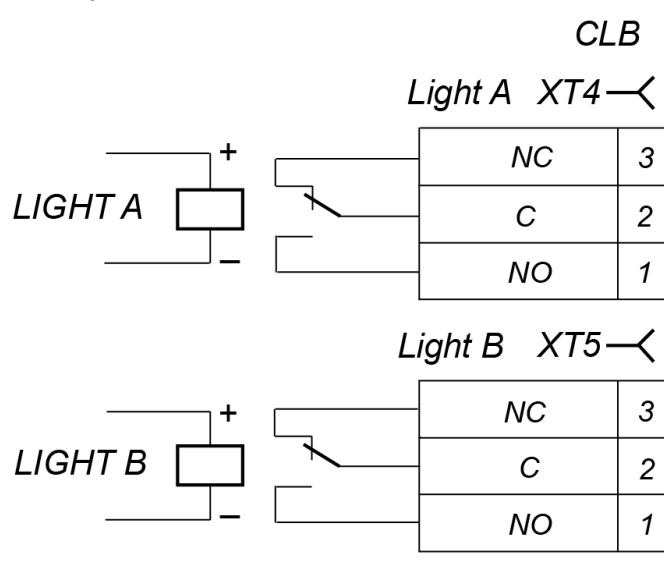 CLB
Light A XT4
NC 3
+
LIGHT A
C 2
–
NO 1
Light B XT5
NC 3
+
LIGHT B
C 2
–
NO 1